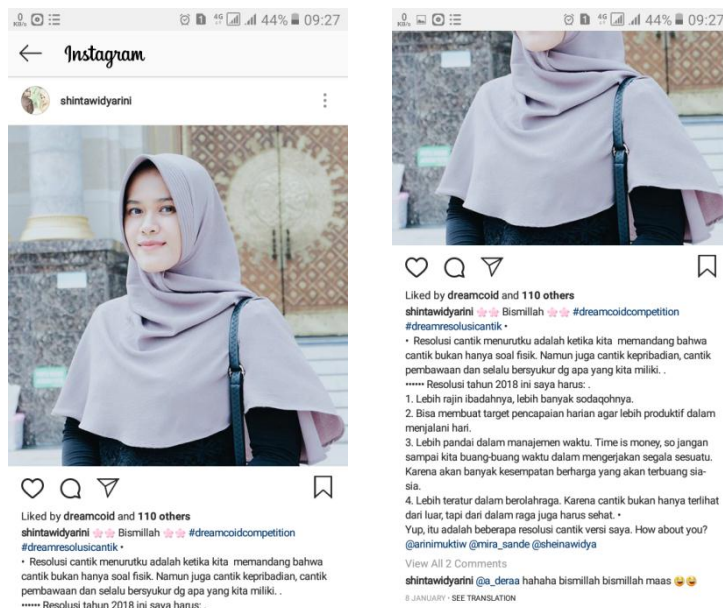 0 KB/s 4G 44% 09:27
Instagram
shintawidyarini
Liked by dreamcoid and 110 others
shintawidyarini 🌸🌸 Bismillah 🌸🌸 #dreamcoidcompetition
#dreamresolusicantik •
• Resolusi cantik menurutku adalah ketika kita memandang bahwa
cantik bukan hanya soal fisik. Namun juga cantik kepribadian, cantik
pembawaan dan selalu bersyukur dg apa yang kita miliki. .
•••••• Resolusi tahun 2018 ini saya harus: .
0 KB/s 4G 44% 09:27
Liked by dreamcoid and 110 others
shintawidyarini 🌸🌸 Bismillah 🌸🌸 #dreamcoidcompetition
#dreamresolusicantik •
• Resolusi cantik menurutku adalah ketika kita memandang bahwa
cantik bukan hanya soal fisik. Namun juga cantik kepribadian, cantik
pembawaan dan selalu bersyukur dg apa yang kita miliki. .
•••••• Resolusi tahun 2018 ini saya harus: .
1. Lebih rajin ibadahnya, lebih banyak sodaqohnya.
2. Bisa membuat target pencapaian harian agar lebih produktif dalam
menjalani hari.
3. Lebih pandai dalam manajemen waktu. Time is money, so jangan
sampai kita buang-buang waktu dalam mengerjakan segala sesuatu.
Karena akan banyak kesempatan berharga yang akan terbuang sia-
sia.
4. Lebih teratur dalam berolahraga. Karena cantik bukan hanya terlihat
dari luar, tapi dari dalam raga juga harus sehat. •
Yup, itu adalah beberapa resolusi cantik versi saya. How about you?
@arinimuktiw @mira_sande @sheinawidya
View All 2 Comments
shintawidyarini @a_deraa hahaha bismillah bismillah maas 😂😂
8 JANUARY • SEE TRANSLATION